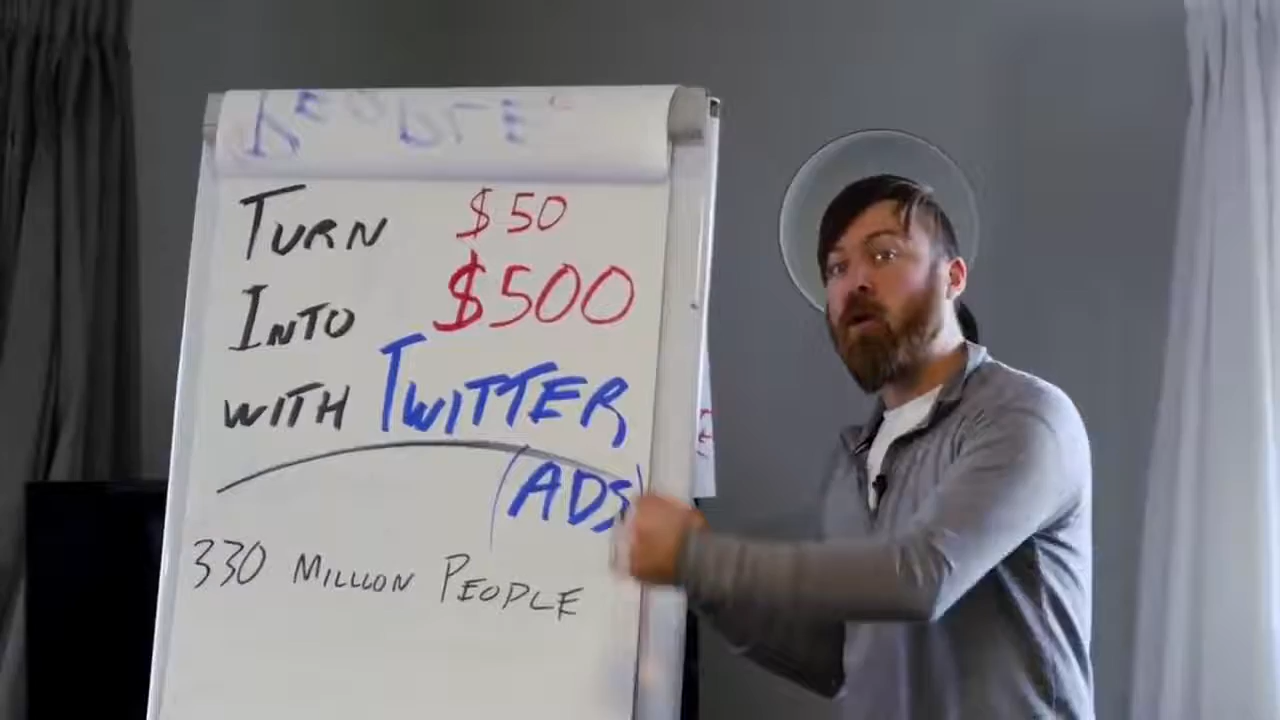 PEOPLE
TURN $50
INTO $500
WITH TWITTER
(ADS)
330 MILLION PEOPLE